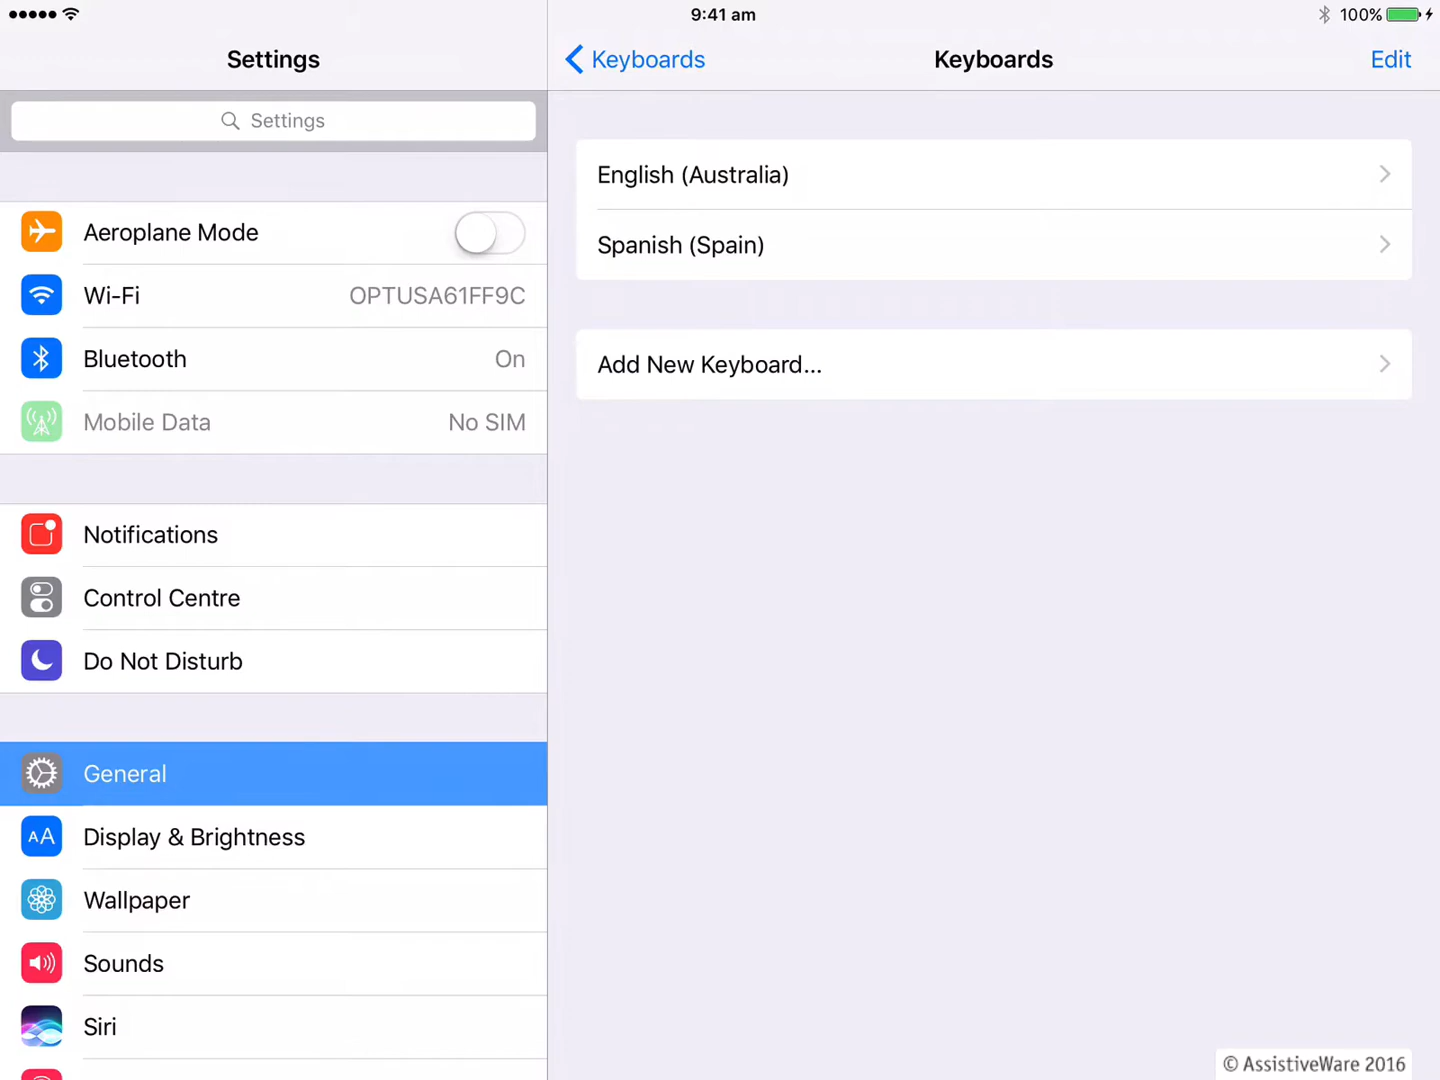 9:41 am
100%
Settings
Keyboards
Keyboards
Edit
Settings
Aeroplane Mode
Wi-Fi
OPTUSA61FF9C
Bluetooth
On
Mobile Data
No SIM
Notifications
Control Centre
Do Not Disturb
General
AA
Display & Brightness
Wallpaper
Sounds
Siri
English (Australia)
Spanish (Spain)
Add New Keyboard...
© AssistiveWare 2016